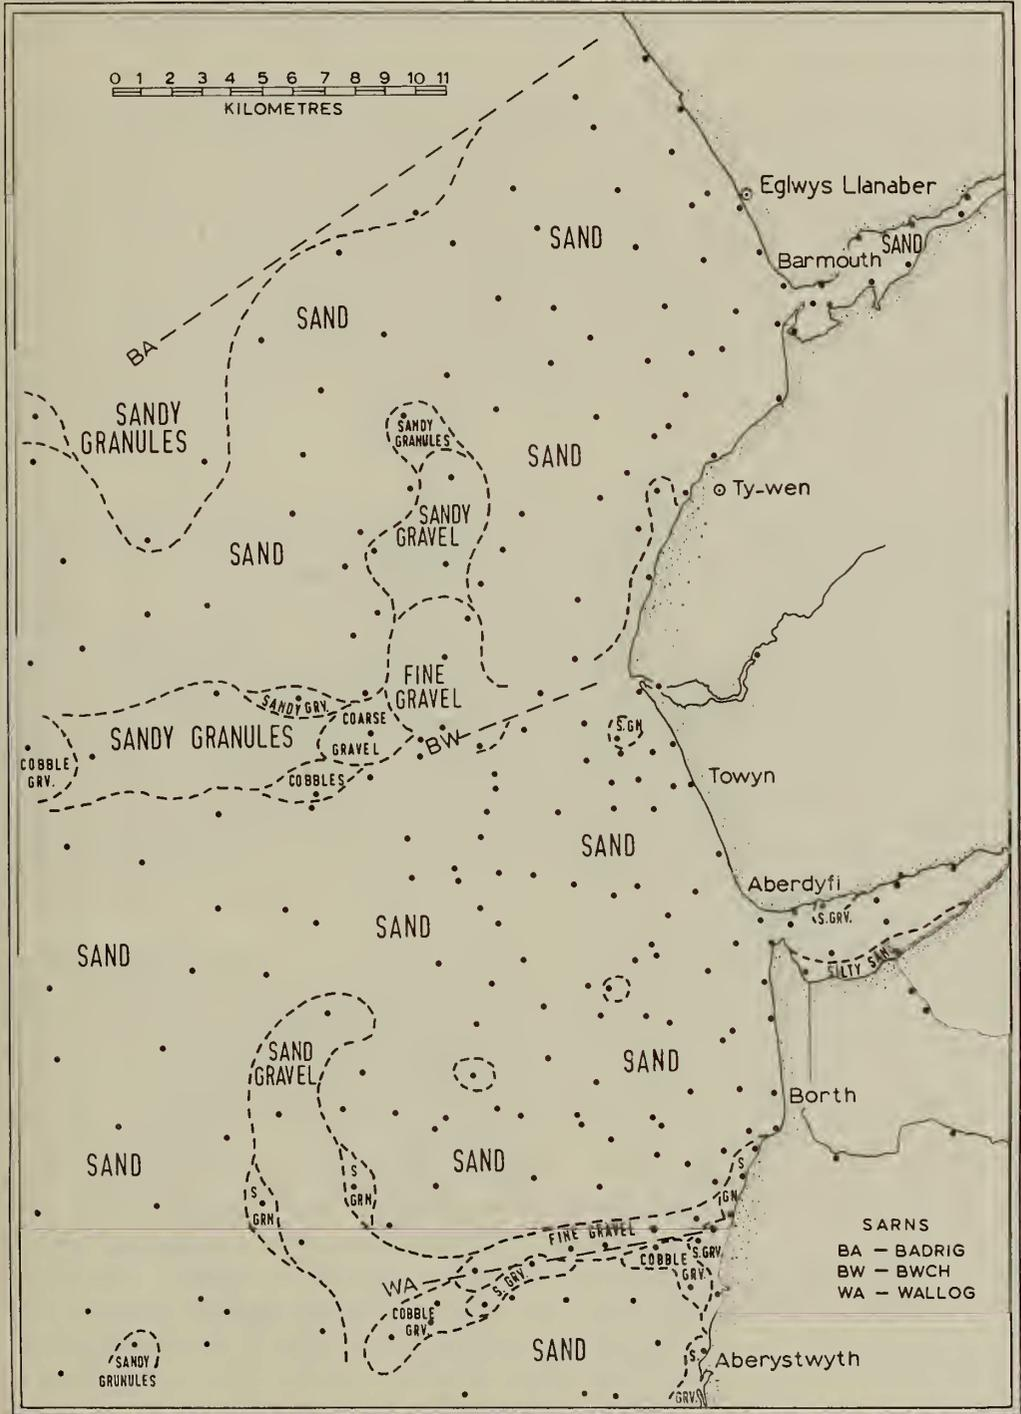 0 1 2 3 4 5 6 7 8 9 10 11
KILOMETRES
Eglwys Llanaber
SAND
SAND
Barmouth
SAND
BA
SANDY
GRANULES
SANDY
GRANULES
SAND
Ty-wen
SANDY
GRAVEL
SAND
FINE
GRAVEL
SANDY GRV.
COARSE
GRAVEL
SANDY GRANULES
BW
S.GN
COBBLE
GRV.
COBBLES
Towyn
SAND
Aberdyfi
S.GRV.
SAND
SAND
SILTY SAN
SAND
GRAVEL
SAND
Borth
SAND
SAND
S
GRN
S
GRN
S
GN
FINE GRAVEL
SARNS
BA – BADRIG
BW – BWCH
WA – WALLOG
COBBLE
S.GRV.
GRV.
WA
S.GRV.
COBBLE
GRV.
SAND
SANDY
GRUNULES
S.
GRV.
Aberystwyth